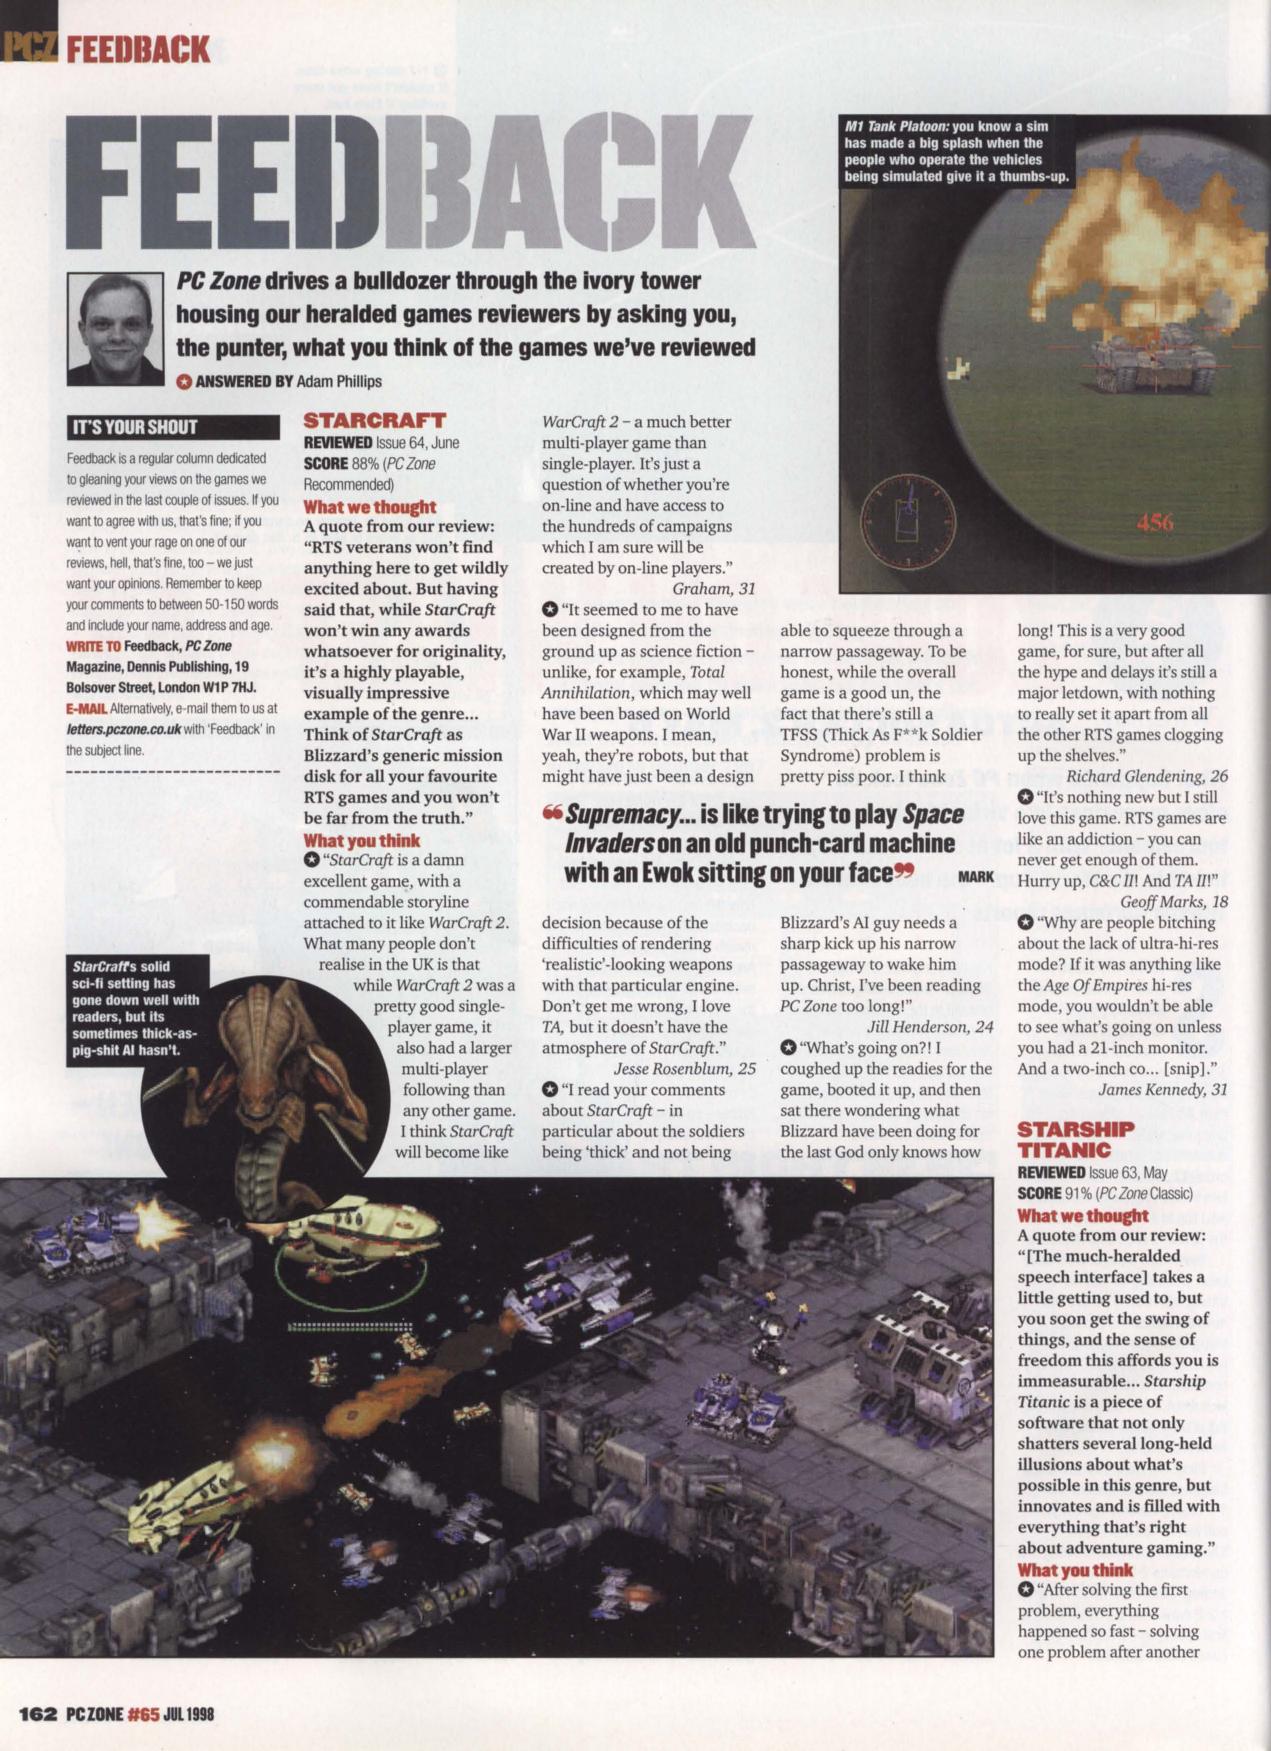 PCZ FEEDBACK
FEEDBACK
PC Zone drives a bulldozer through the ivory tower
housing our heralded games reviewers by asking you,
the punter, what you think of the games we've reviewed
ANSWERED BY Adam Phillips
M1 Tank Platoon: you know a sim
has made a big splash when the
people who operate the vehicles
being simulated give it a thumbs-up.
456
IT'S YOUR SHOUT
Feedback is a regular column dedicated
to gleaning your views on the games we
reviewed in the last couple of issues. If you
want to agree with us, that's fine; if you
want to vent your rage on one of our
reviews, hell, that's fine, too – we just
want your opinions. Remember to keep
your comments to between 50-150 words
and include your name, address and age.
WRITE TO Feedback, PC Zone
Magazine, Dennis Publishing, 19
Bolsover Street, London W1P 7HJ.
E-MAIL Alternatively, e-mail them to us at
letters.pczone.co.uk with 'Feedback' in
the subject line.
STARCRAFT
REVIEWED Issue 64, June
SCORE 88% (PC Zone
Recommended)
What we thought
A quote from our review:
"RTS veterans won't find
anything here to get wildly
excited about. But having
said that, while StarCraft
won't win any awards
whatsoever for originality,
it's a highly playable,
visually impressive
example of the genre...
Think of StarCraft as
Blizzard's generic mission
disk for all your favourite
RTS games and you won't
be far from the truth."
What you think
"StarCraft is a damn
excellent game, with a
commendable storyline
attached to it like WarCraft 2.
What many people don't
realise in the UK is that
while WarCraft 2 was a
pretty good single-
player game, it
also had a larger
multi-player
following than
any other game.
I think StarCraft
will become like
WarCraft 2 – a much better
multi-player game than
single-player. It's just a
question of whether you're
on-line and have access to
the hundreds of campaigns
which I am sure will be
created by on-line players."
Graham, 31
"It seemed to me to have
been designed from the
ground up as science fiction –
unlike, for example, Total
Annihilation, which may well
have been based on World
War II weapons. I mean,
yeah, they're robots, but that
might have just been a design
decision because of the
difficulties of rendering
'realistic'-looking weapons
with that particular engine.
Don't get me wrong, I love
TA, but it doesn't have the
atmosphere of StarCraft."
Jesse Rosenblum, 25
"I read your comments
about StarCraft – in
particular about the soldiers
being 'thick' and not being
able to squeeze through a
narrow passageway. To be
honest, while the overall
game is a good un, the
fact that there's still a
TFSS (Thick As F**k Soldier
Syndrome) problem is
pretty piss poor. I think
Blizzard's AI guy needs a
sharp kick up his narrow
passageway to wake him
up. Christ, I've been reading
PC Zone too long!"
Jill Henderson, 24
"What's going on?! I
coughed up the readies for the
game, booted it up, and then
sat there wondering what
Blizzard have been doing for
the last God only knows how
long! This is a very good
game, for sure, but after all
the hype and delays it's still a
major letdown, with nothing
to really set it apart from all
the other RTS games clogging
up the shelves."
Richard Glendening, 26
"It's nothing new but I still
love this game. RTS games are
like an addiction – you can
never get enough of them.
Hurry up, C&C II! And TA II!"
Geoff Marks, 18
"Why are people bitching
about the lack of ultra-hi-res
mode? If it was anything like
the Age Of Empires hi-res
mode, you wouldn't be able
to see what's going on unless
you had a 21-inch monitor.
And a two-inch co... [snip]."
James Kennedy, 31
"Supremacy... is like trying to play Space
Invaders on an old punch-card machine
with an Ewok sitting on your face" MARK
StarCraft's solid
sci-fi setting has
gone down well with
readers, but its
sometimes thick-as-
pig-shit AI hasn't.
STARSHIP
TITANIC
REVIEWED Issue 63, May
SCORE 91% (PC Zone Classic)
What we thought
A quote from our review:
"[The much-heralded
speech interface] takes a
little getting used to, but
you soon get the swing of
things, and the sense of
freedom this affords you is
immeasurable... Starship
Titanic is a piece of
software that not only
shatters several long-held
illusions about what's
possible in this genre, but
innovates and is filled with
everything that's right
about adventure gaming."
What you think
"After solving the first
problem, everything
happened so fast – solving
one problem after another
162 PC ZONE #65 JUL 1998